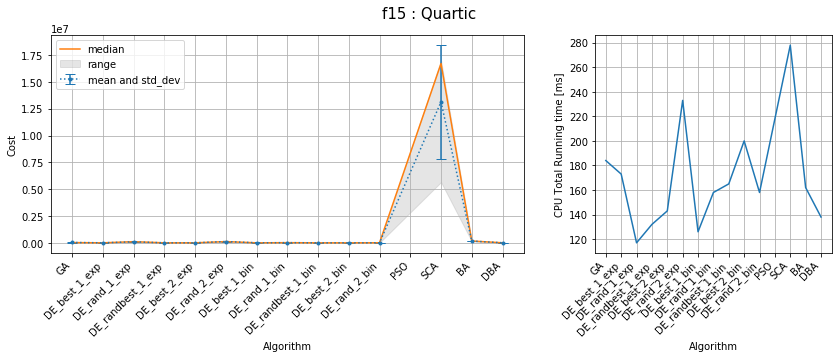 f15 : Quartic
1e7
median
range
mean and std_dev
1.75
1.50
1.25
1.00
0.75
0.50
0.25
0.00
Cost
GA
DE_best_1_exp
DE_rand_1_exp
DE_randbest_1_exp
DE_best_2_exp
DE_rand_2_exp
DE_best_1_bin
DE_rand_1_bin
DE_randbest_1_bin
DE_best_2_bin
DE_rand_2_bin
PSO
SCA
BA
DBA
Algorithm
280
260
240
220
200
180
160
140
120
CPU Total Running time [ms]
GA
DE_best_1_exp
DE_rand_1_exp
DE_randbest_1_exp
DE_best_2_exp
DE_rand_2_exp
DE_best_1_bin
DE_rand_1_bin
DE_randbest_1_bin
DE_best_2_bin
DE_rand_2_bin
PSO
SCA
BA
DBA
Algorithm